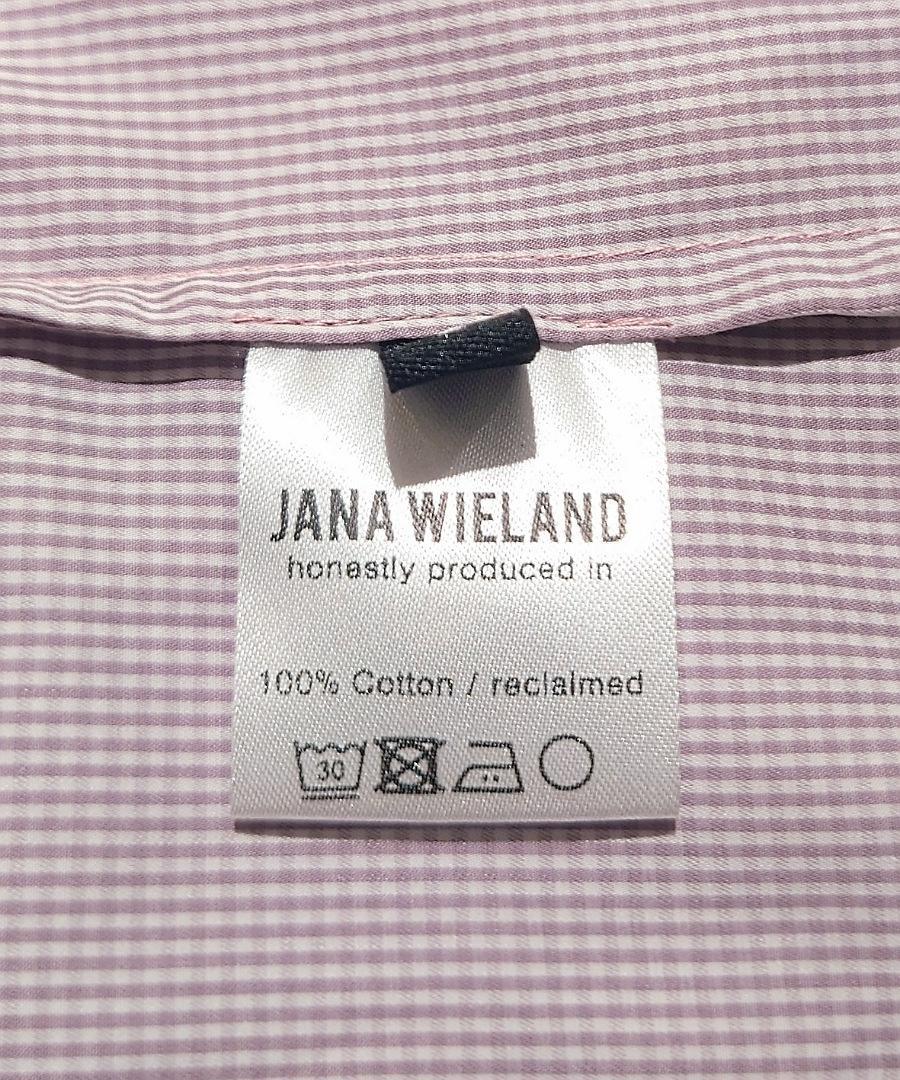 JANA WIELAND
honestly produced in
100% Cotton / reclaimed
30